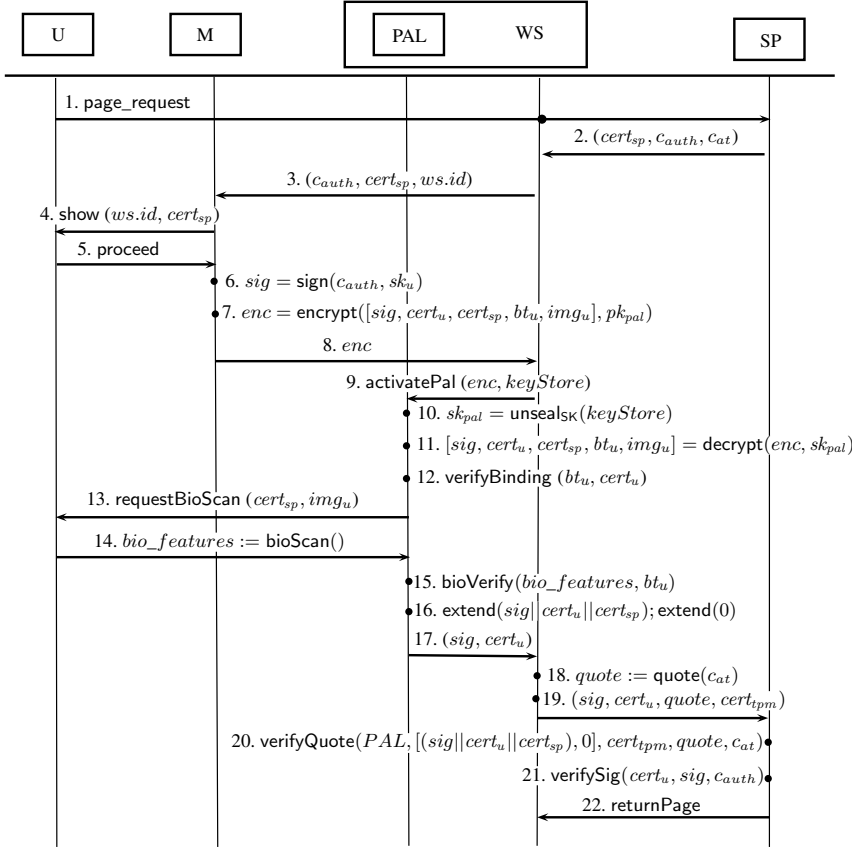 U M PAL WS SP
1. page_request
2. (cert_sp, c_auth, c_at)
3. (c_auth, cert_sp, ws.id)
4. show (ws.id, cert_sp)
5. proceed
6. sig = sign(c_auth, sk_u)
7. enc = encrypt([sig, cert_u, cert_sp, bt_u, img_u], pk_pal)
8. enc
9. activatePal (enc, keyStore)
10. sk_pal = unseal_SK(keyStore)
11. [sig, cert_u, cert_sp, bt_u, img_u] = decrypt(enc, sk_pal)
12. verifyBinding (bt_u, cert_u)
13. requestBioScan (cert_sp, img_u)
14. bio_features := bioScan()
15. bioVerify(bio_features, bt_u)
16. extend(sig||cert_u||cert_sp); extend(0)
17. (sig, cert_u)
18. quote := quote(c_at)
19. (sig, cert_u, quote, cert_tpm)
20. verifyQuote(PAL, [(sig||cert_u||cert_sp), 0], cert_tpm, quote, c_at)
21. verifySig(cert_u, sig, c_auth)
22. returnPage